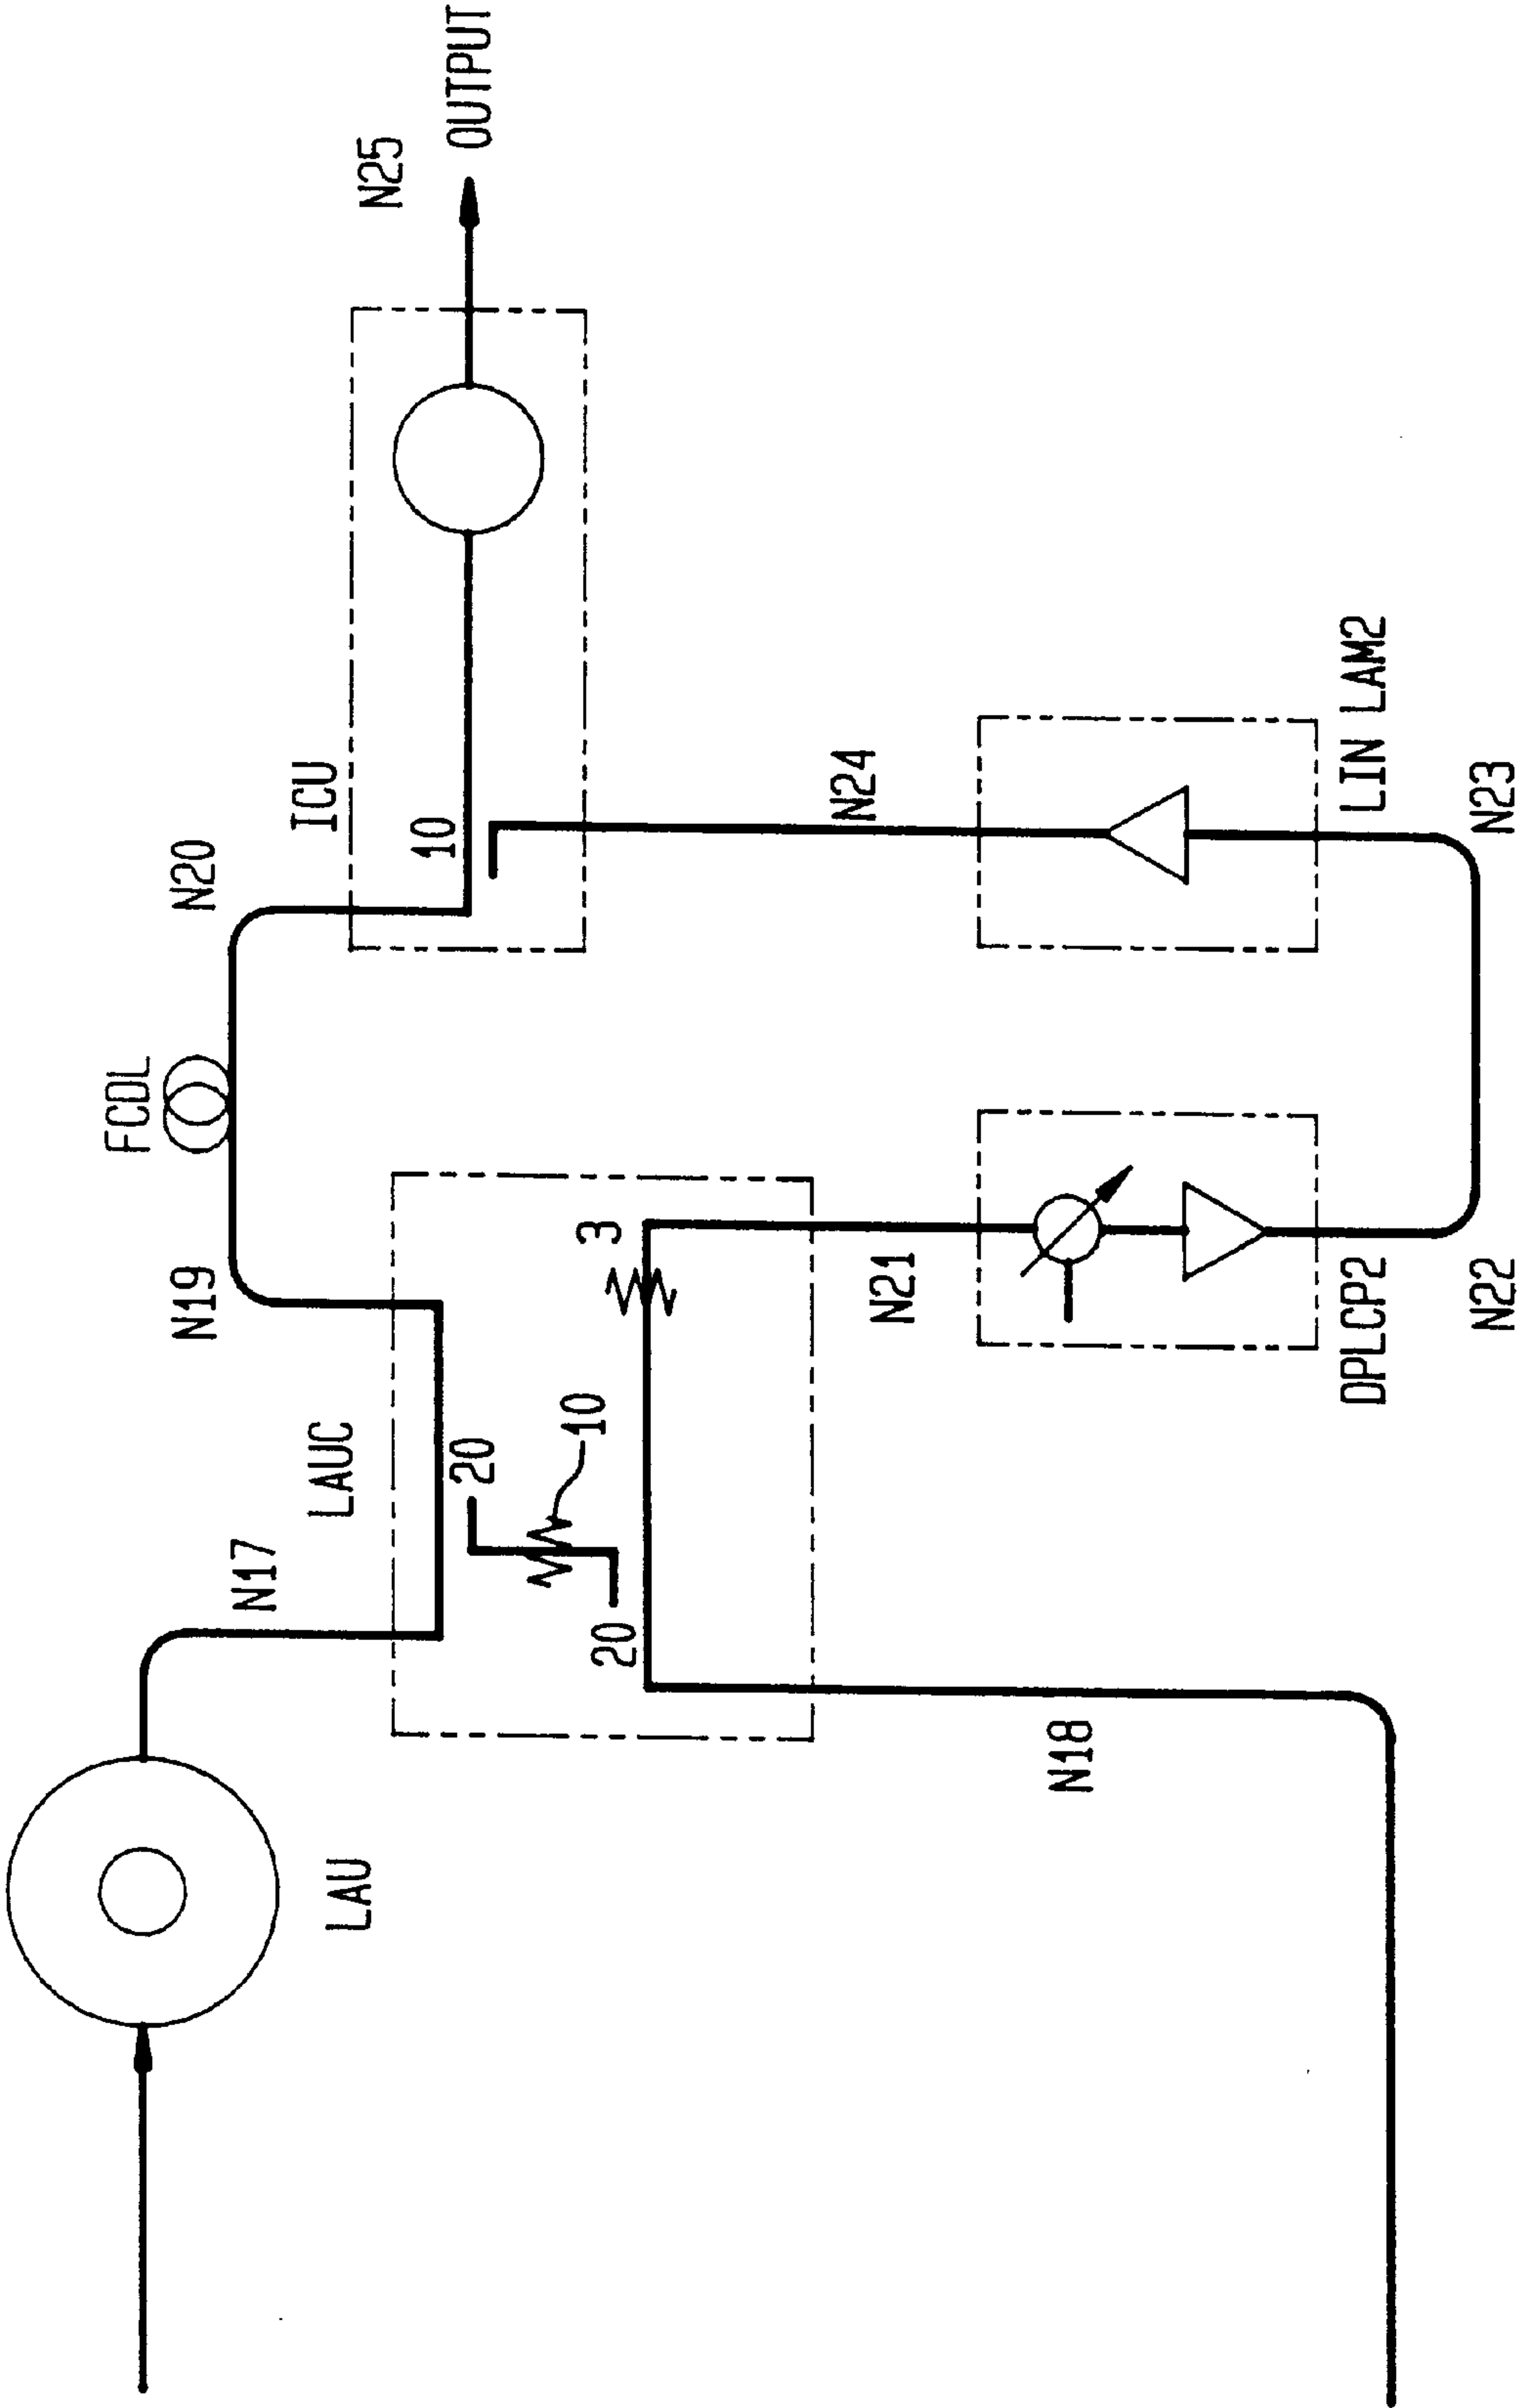 LAU
N17
LAUC
20
10
20
3
N18
N19
FCDL
N20
ICU
10
N25
OUTPUT
N21
DPLCP2
N22
N23
LIN LAM2
N24